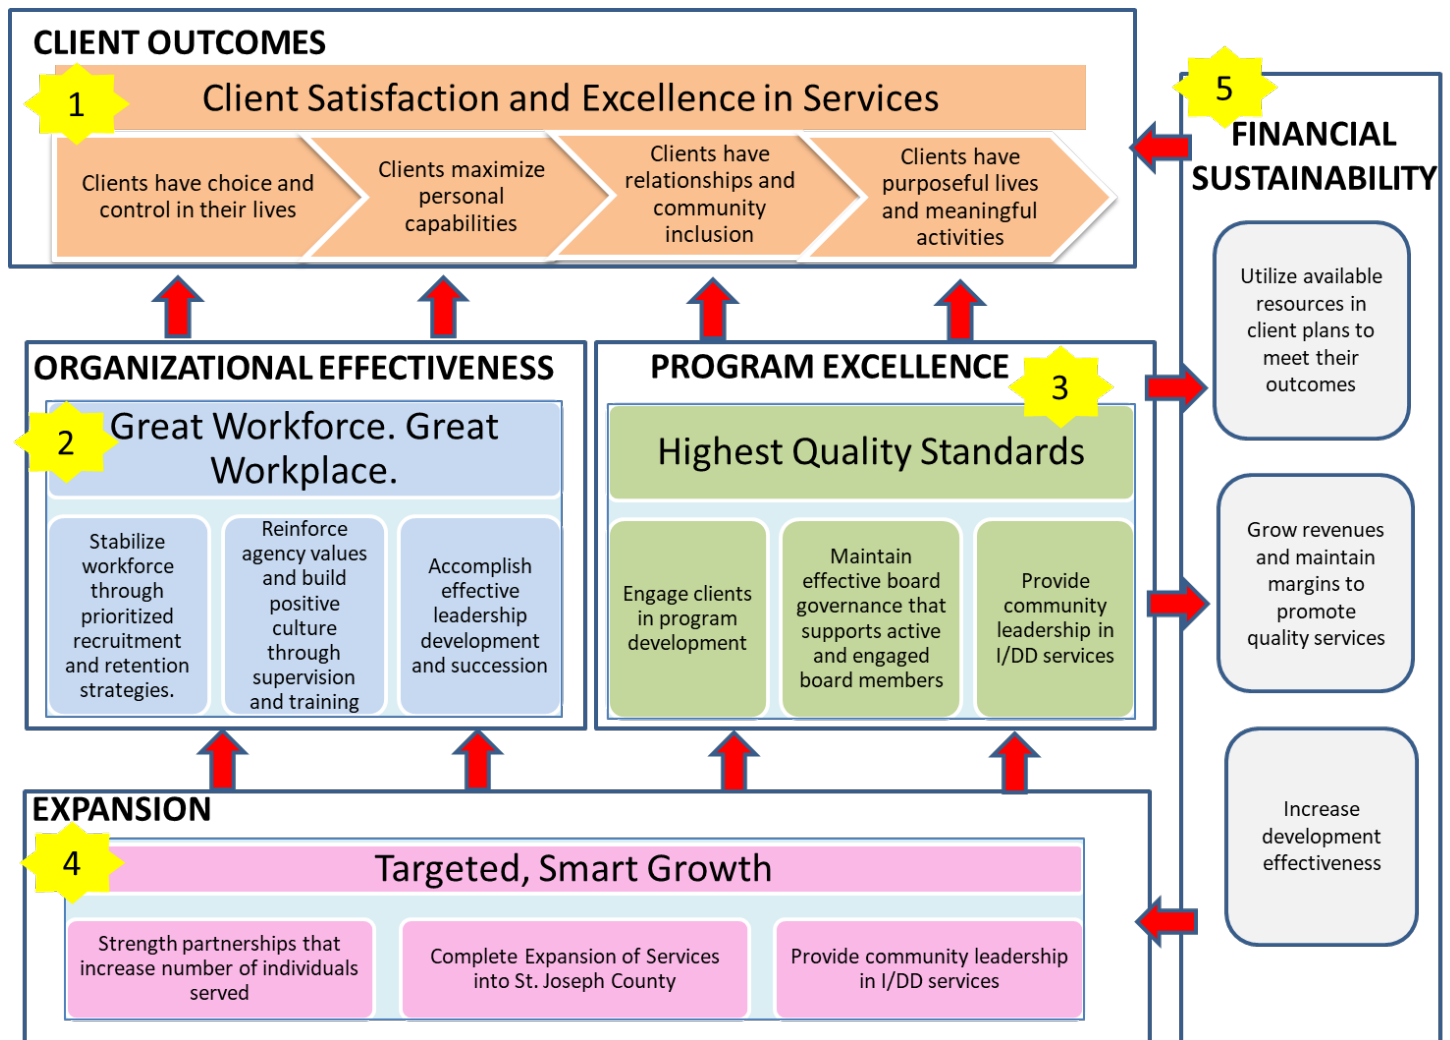 CLIENT OUTCOMES
1
Client Satisfaction and Excellence in Services
Clients have choice and
control in their lives
Clients maximize
personal
capabilities
Clients have
relationships and
community
inclusion
Clients have
purposeful lives
and meaningful
activities
ORGANIZATIONAL EFFECTIVENESS
2
Great Workforce. Great
Workplace.
Stabilize
workforce
through
prioritized
recruitment
and retention
strategies.
Reinforce
agency values
and build
positive
culture
through
supervision
and training
Accomplish
effective
leadership
development
and succession
PROGRAM EXCELLENCE
3
Highest Quality Standards
Engage clients
in program
development
Maintain
effective board
governance that
supports active
and engaged
board members
Provide
community
leadership in
I/DD services
EXPANSION
4
Targeted, Smart Growth
Strength partnerships that
increase number of individuals
served
Complete Expansion of Services
into St. Joseph County
Provide community leadership
in I/DD services
5
FINANCIAL
SUSTAINABILITY
Utilize available
resources in
client plans to
meet their
outcomes
Grow revenues
and maintain
margins to
promote
quality services
Increase
development
effectiveness